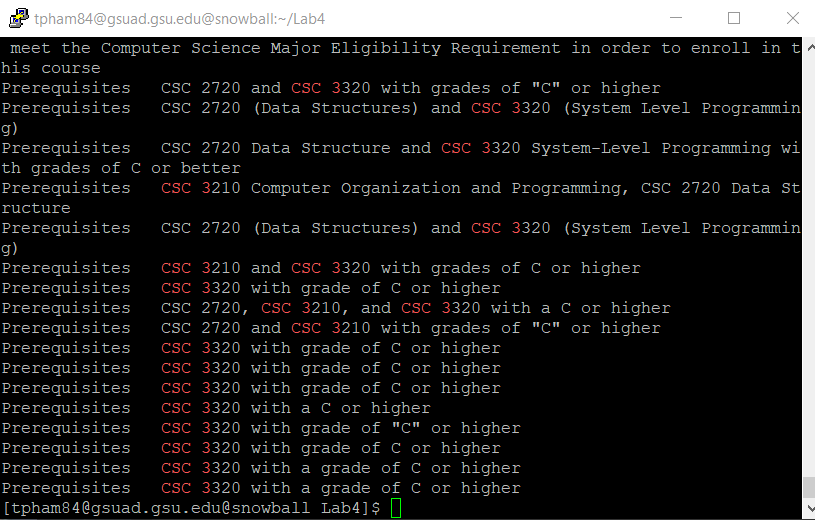 tpham84@gsuad.gsu.edu@snowball:~/Lab4
 meet the Computer Science Major Eligibility Requirement in order to enroll in t
his course
Prerequisites   CSC 2720 and CSC 3320 with grades of "C" or higher
Prerequisites   CSC 2720 (Data Structures) and CSC 3320 (System Level Programmin
g)
Prerequisites   CSC 2720 Data Structure and CSC 3320 System-Level Programming wi
th grades of C or better
Prerequisites   CSC 3210 Computer Organization and Programming, CSC 2720 Data St
ructure
Prerequisites   CSC 2720 (Data Structures) and CSC 3320 (System Level Programmin
g)
Prerequisites   CSC 3210 and CSC 3320 with grades of C or higher
Prerequisites   CSC 3320 with grade of C or higher
Prerequisites   CSC 2720, CSC 3210, and CSC 3320 with a C or higher
Prerequisites   CSC 2720 and CSC 3210 with grades of "C" or higher
Prerequisites   CSC 3320 with grade of C or higher
Prerequisites   CSC 3320 with grade of C or higher
Prerequisites   CSC 3320 with grade of C or higher
Prerequisites   CSC 3320 with a C or higher
Prerequisites   CSC 3320 with grade of "C" or higher
Prerequisites   CSC 3320 with grade of C or higher
Prerequisites   CSC 3320 with a grade of C or higher
Prerequisites   CSC 3320 with a grade of C or higher
[tpham84@gsuad.gsu.edu@snowball Lab4]$